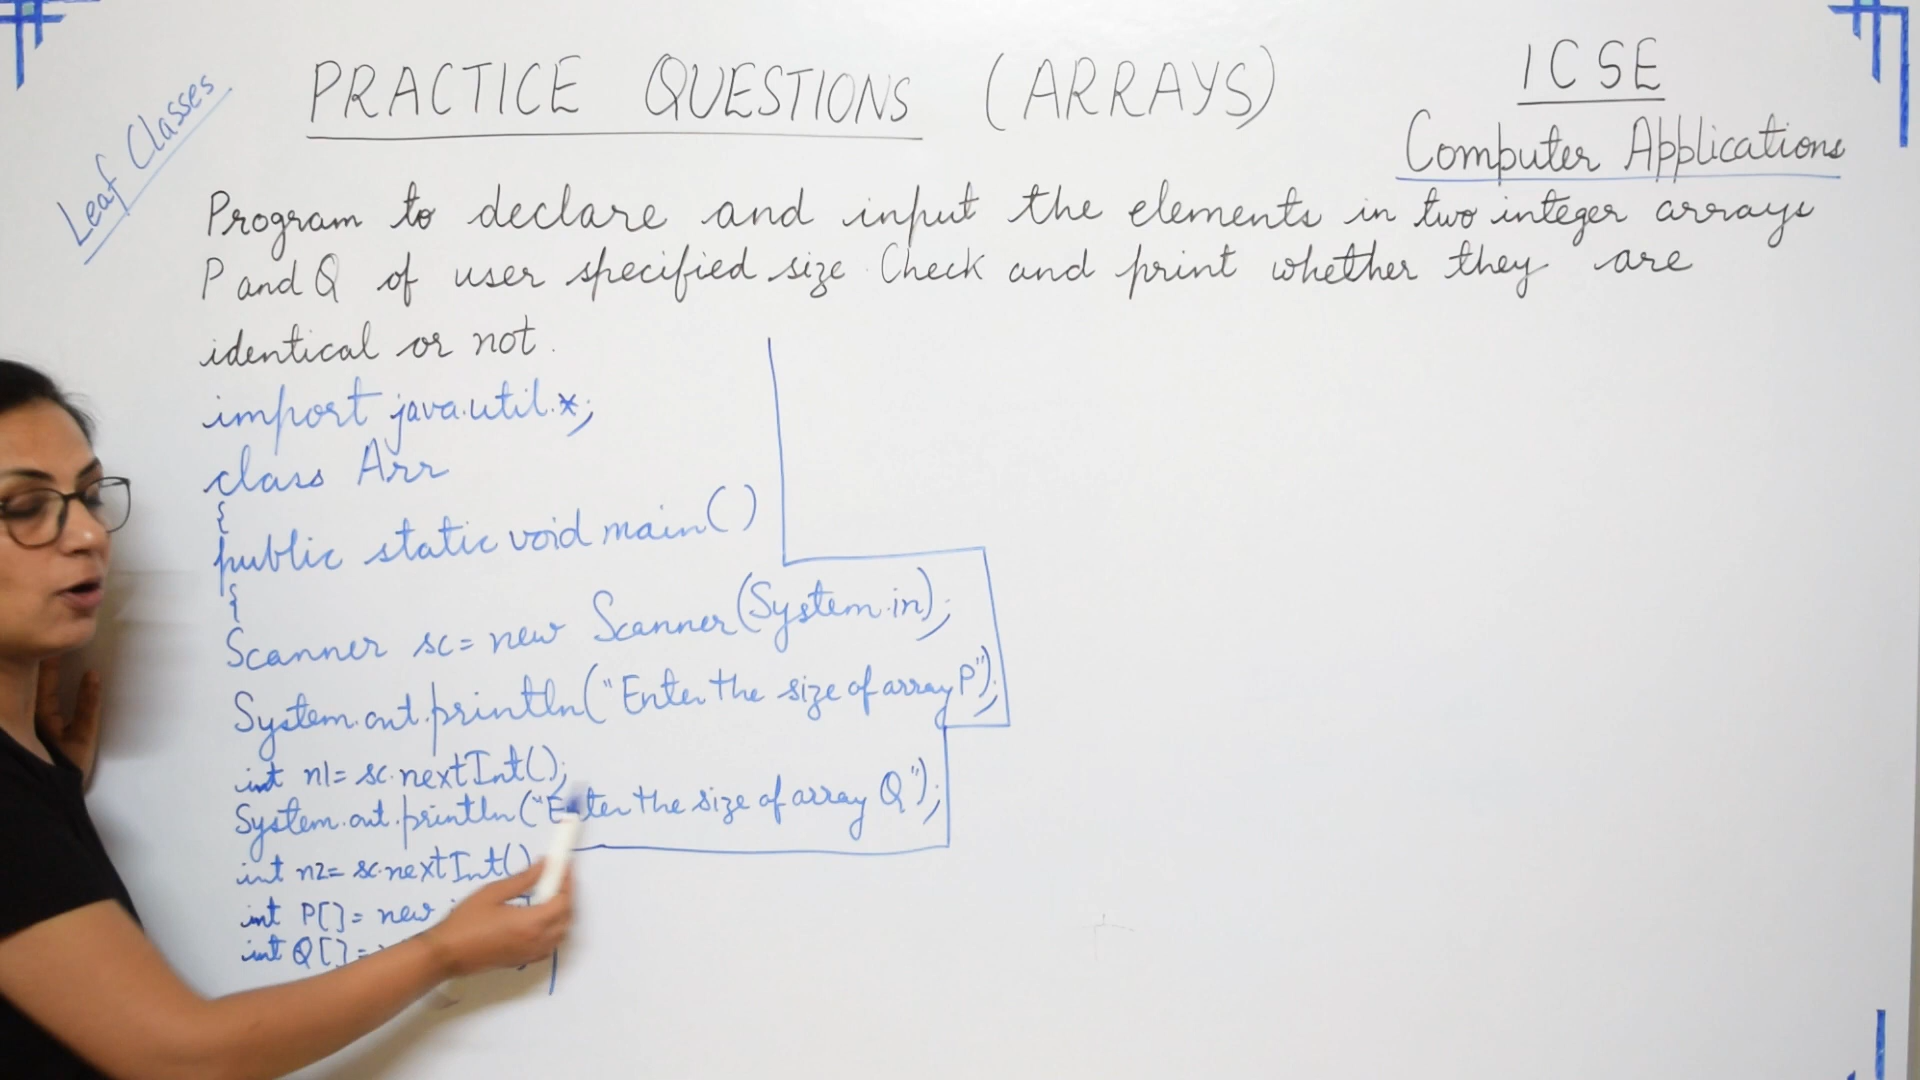 Leaf Classes
PRACTICE QUESTIONS (ARRAYS)
ICSE
Computer Applications
Program to declare and input the elements in two integer arrays
P and Q of user specified size. Check and print whether they are
identical or not.
import java.util.*;
class Arr
{
public static void main()
{
Scanner sc= new Scanner(System.in);
System.out.println("Enter the size of array P");
int n1= sc.nextInt();
System.out.println("Enter the size of array Q");
int n2= sc.nextInt()
int P[]= new
int Q[]=